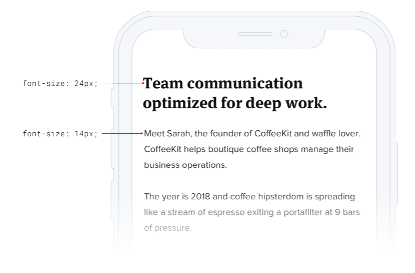 font-size: 24px;
Team communication
optimized for deep work.
font-size: 14px;
Meet Sarah, the founder of CoffeeKit and waffle lover.
CoffeeKit helps boutique coffee shops manage their
business operations.
The year is 2018 and coffee hipsterdom is spreading
like a stream of espresso exiting a portafilter at 9 bars
of pressure.